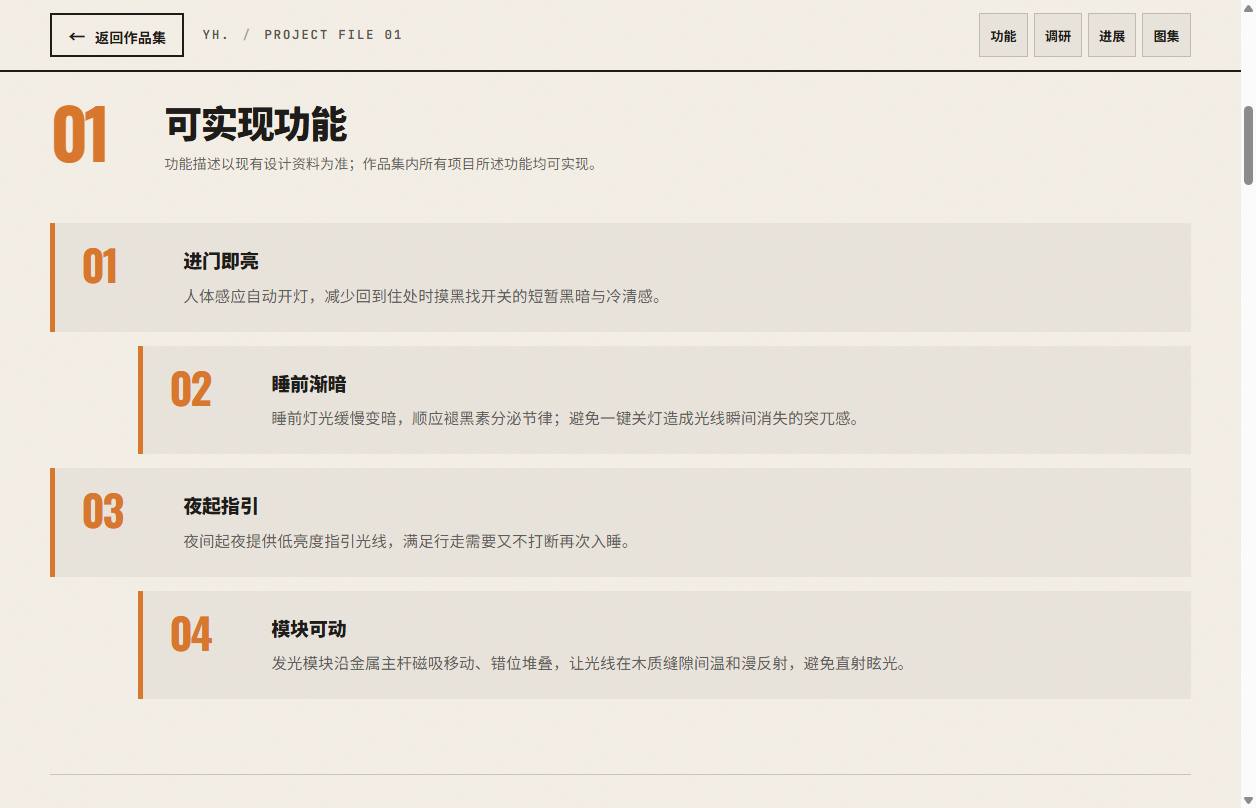 ← 返回作品集
YH. / PROJECT FILE 01
功能
调研
进展
图集
01
可实现功能
功能描述以现有设计资料为准；作品集内所有项目所述功能均可实现。
01
进门即亮
人体感应自动开灯，减少回到住处时摸黑找开关的短暂黑暗与冷清感。
02
睡前渐暗
睡前灯光缓慢变暗，顺应褪黑素分泌节律；避免一键关灯造成光线瞬间消失的突兀感。
03
夜起指引
夜间起夜提供低亮度指引光线，满足行走需要又不打断再次入睡。
04
模块可动
发光模块沿金属主杆磁吸移动、错位堆叠，让光线在木质缝隙间温和漫反射，避免直射眩光。